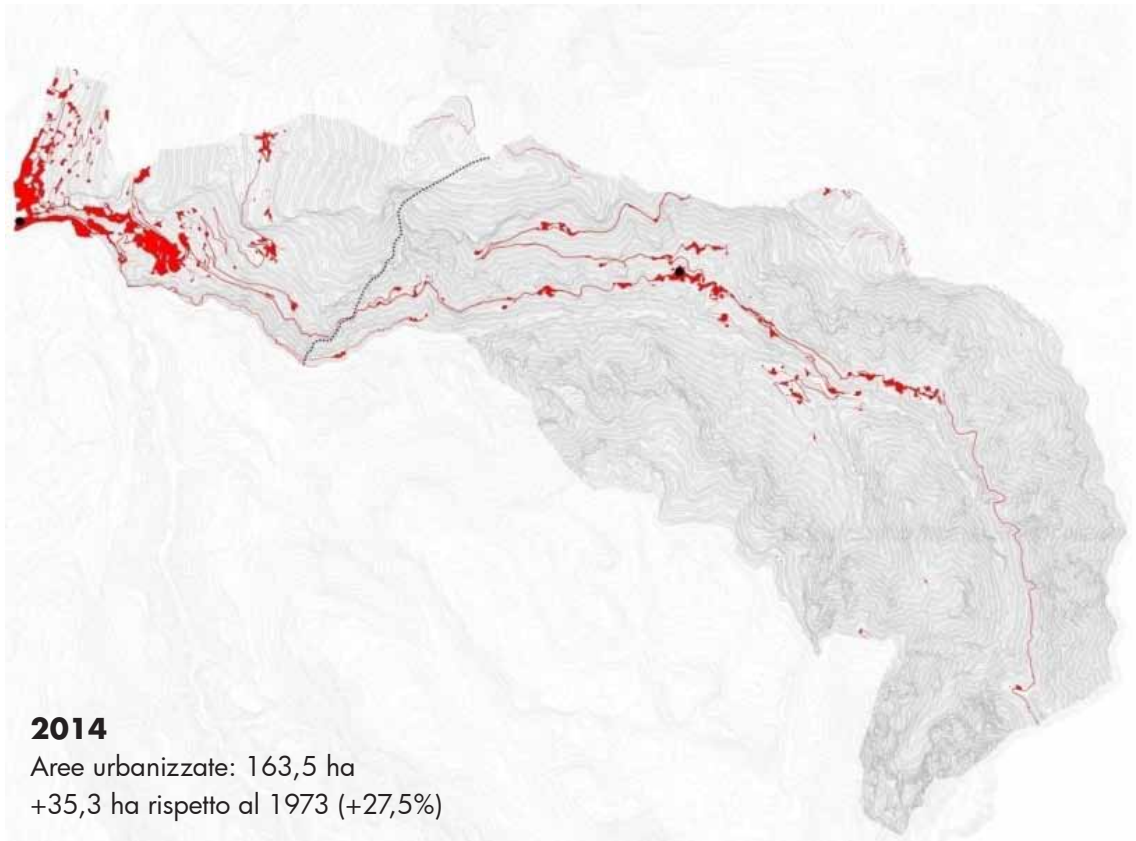 2014
Aree urbanizzate: 163,5 ha
+35,3 ha rispetto al 1973 (+27,5%)